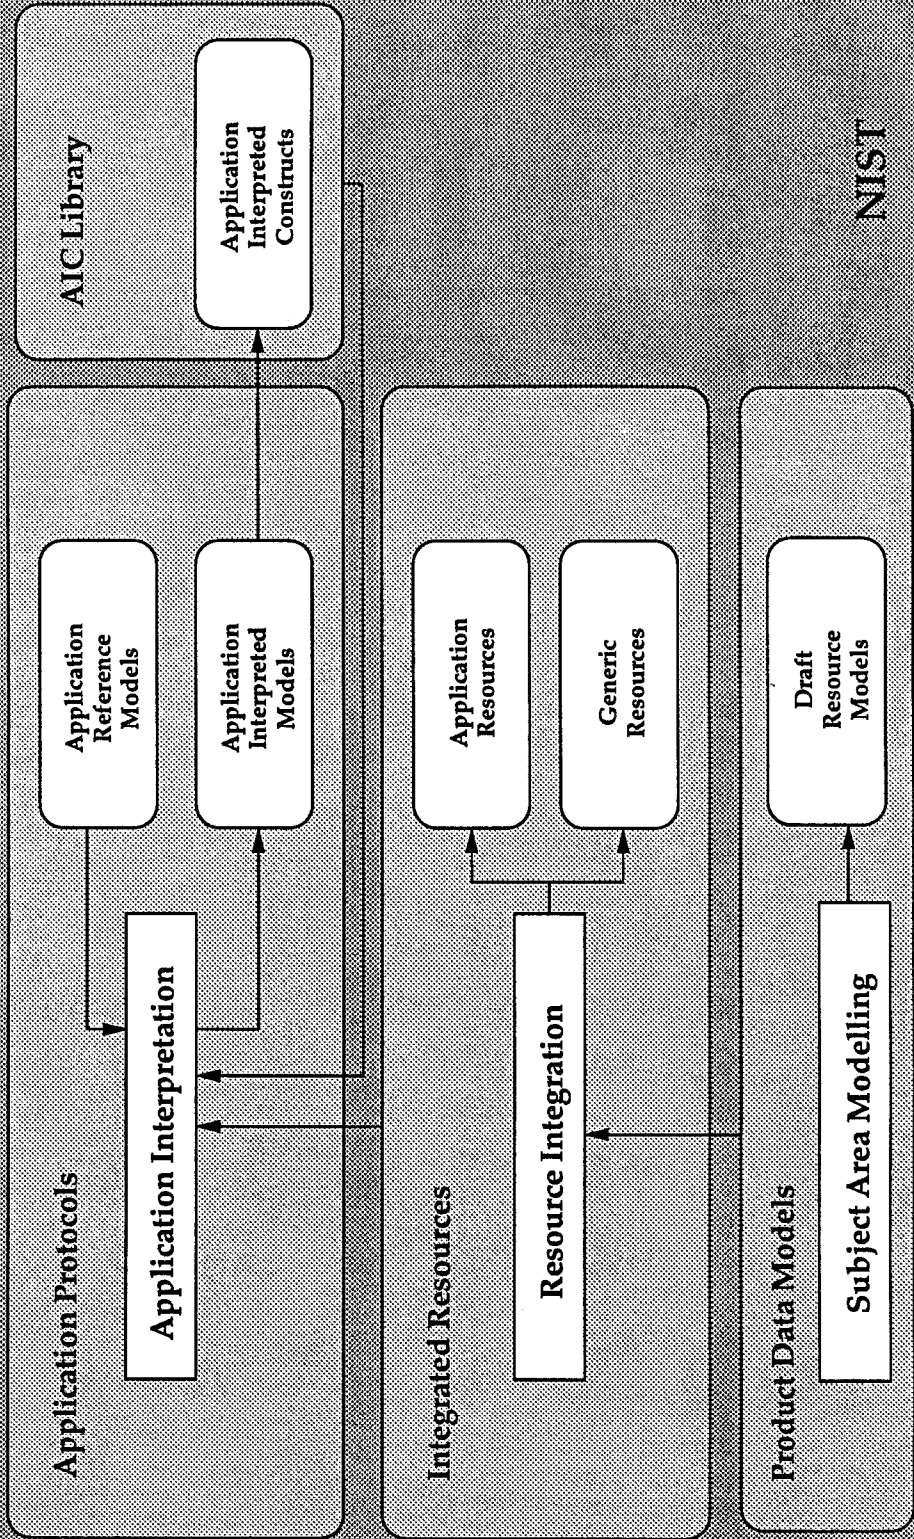 Application Protocols
Application Interpretation
Application
Reference
Models
Application
Interpreted
Models
AIC Library
Application
Interpreted
Constructs
Integrated Resources
Resource Integration
Application
Resources
Generic
Resources
Product Data Models
Subject Area Modelling
Draft
Resource
Models
NIST